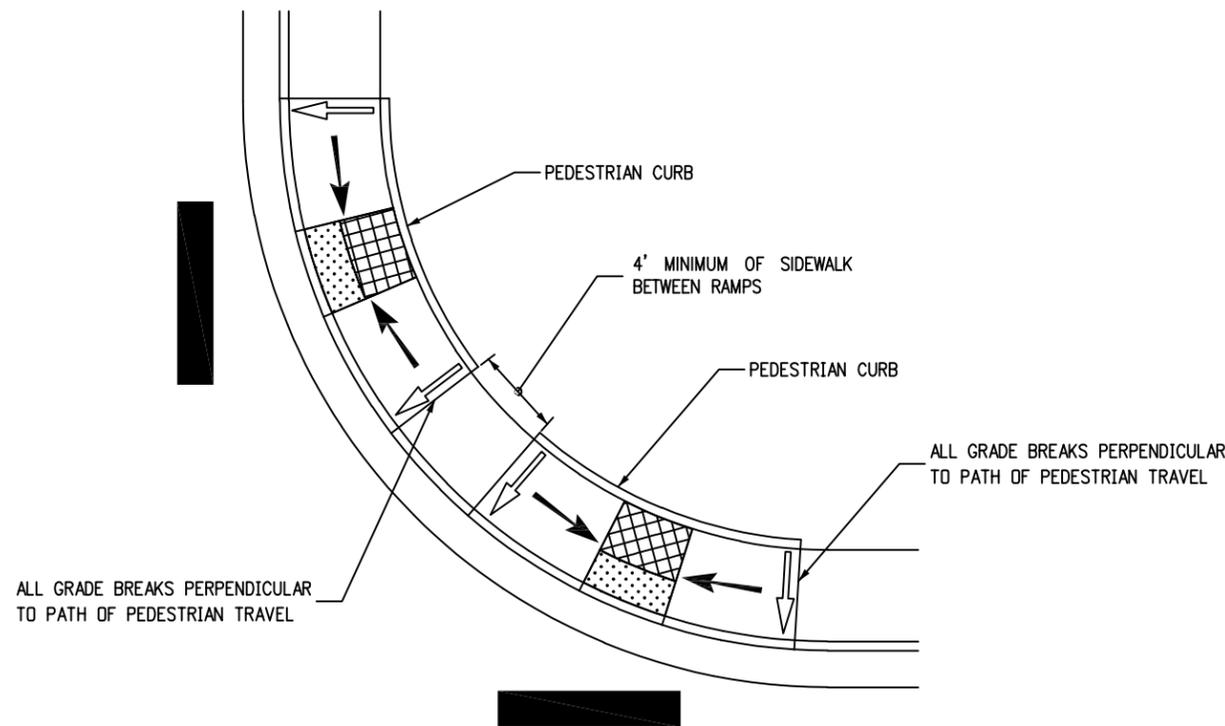 PEDESTRIAN CURB
4' MINIMUM OF SIDEWALK
BETWEEN RAMPS
PEDESTRIAN CURB
ALL GRADE BREAKS PERPENDICULAR
TO PATH OF PEDESTRIAN TRAVEL
ALL GRADE BREAKS PERPENDICULAR
TO PATH OF PEDESTRIAN TRAVEL